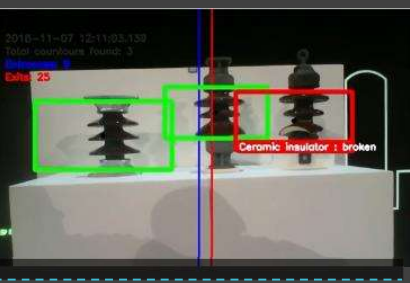 2018-11-07 12:11:03.139
Total countours found: 3
Entrances: 0
Exits: 25
Ceramic insulator : broken